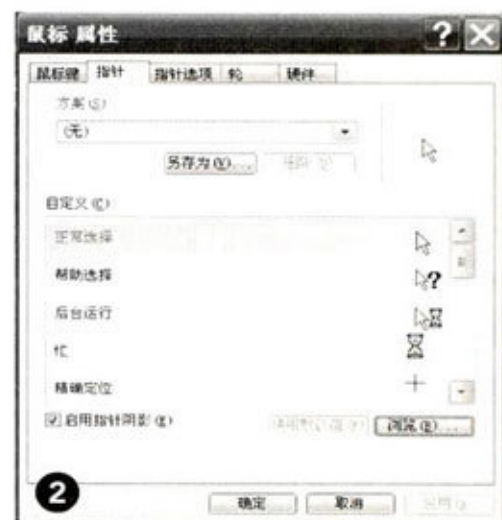 鼠标 属性
鼠标键 指针 指针选项 轮 硬件
方案(S)
(无)
另存为(V)... 删除(D)
自定义(C):
正常选择
帮助选择
后台运行
忙
精确定位
启用指针阴影(E) 使用默认值(F) 浏览(B)...
确定 取消 应用(A)
2